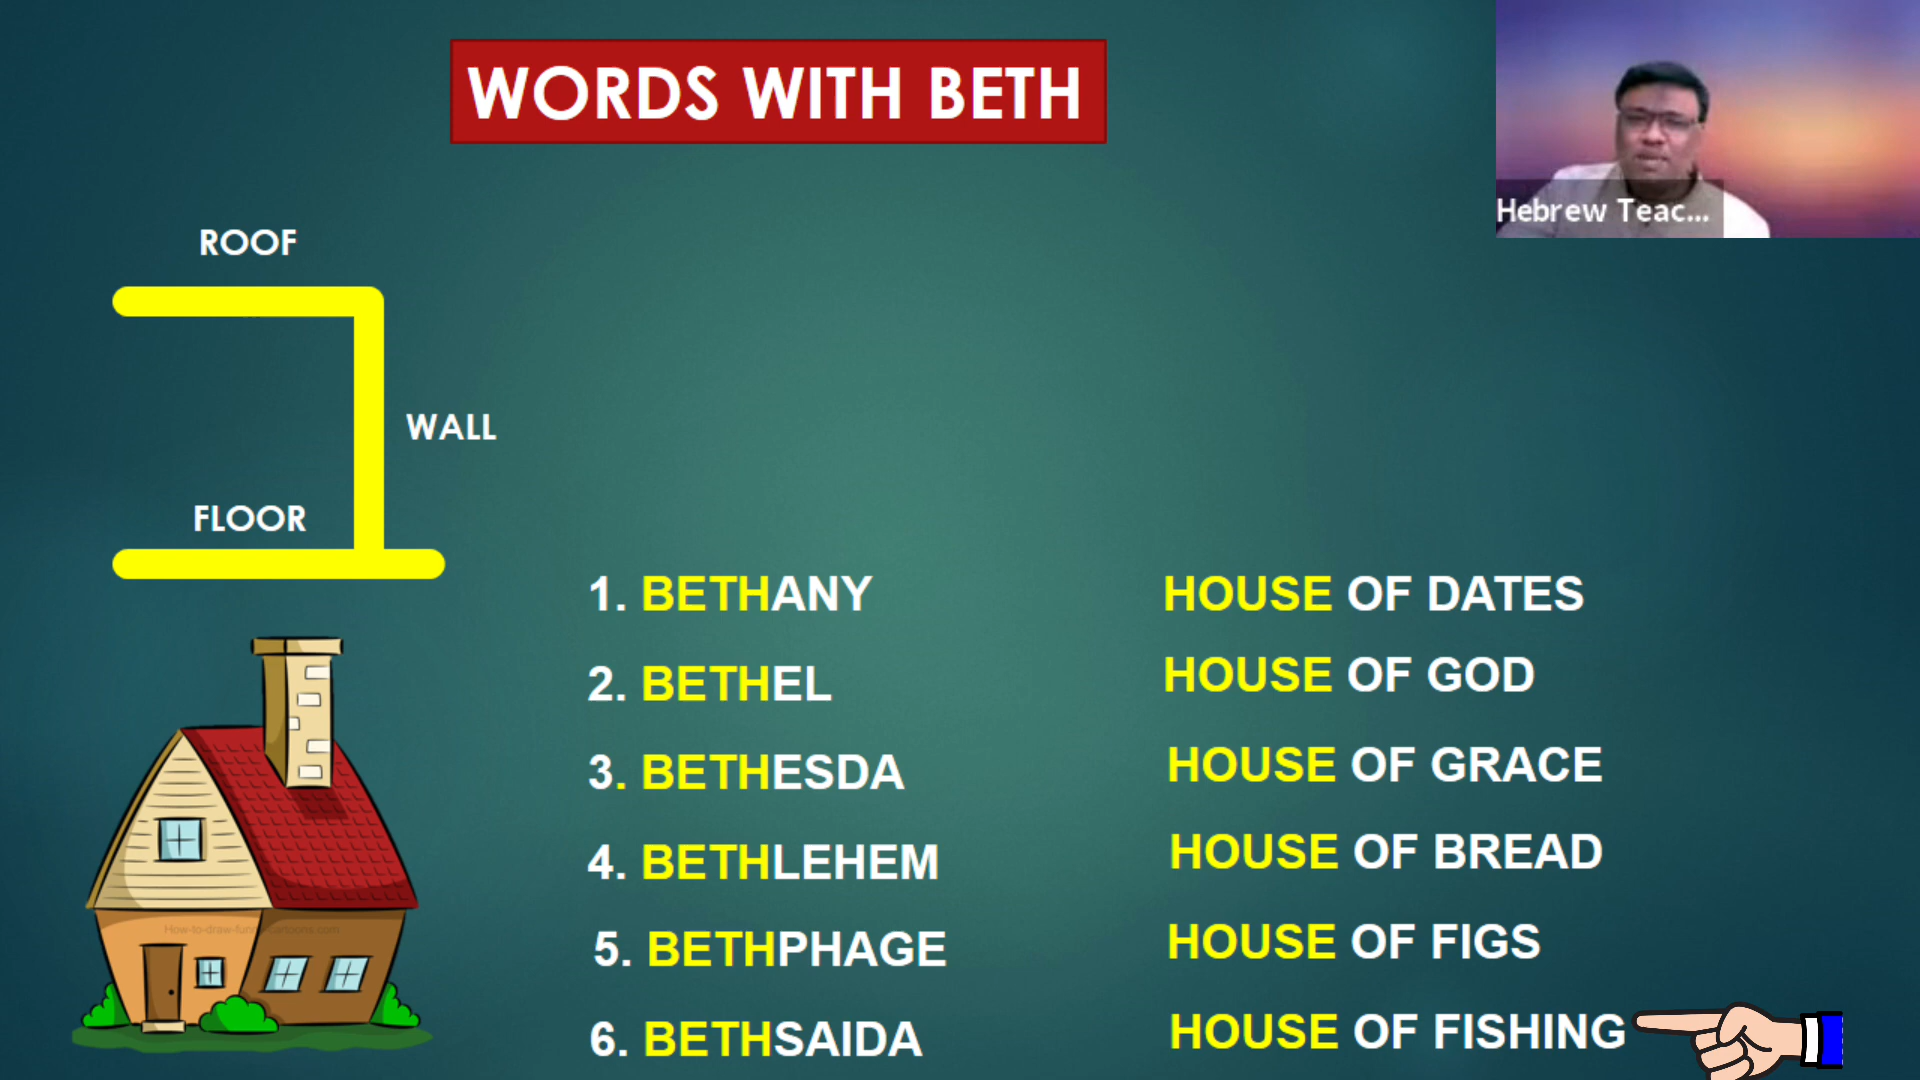 WORDS WITH BETH
Hebrew Teac...
ROOF
WALL
FLOOR
1. BETHANY HOUSE OF DATES
2. BETHEL HOUSE OF GOD
3. BETHESDA HOUSE OF GRACE
4. BETHLEHEM HOUSE OF BREAD
5. BETHPHAGE HOUSE OF FIGS
6. BETHSAIDA HOUSE OF FISHING